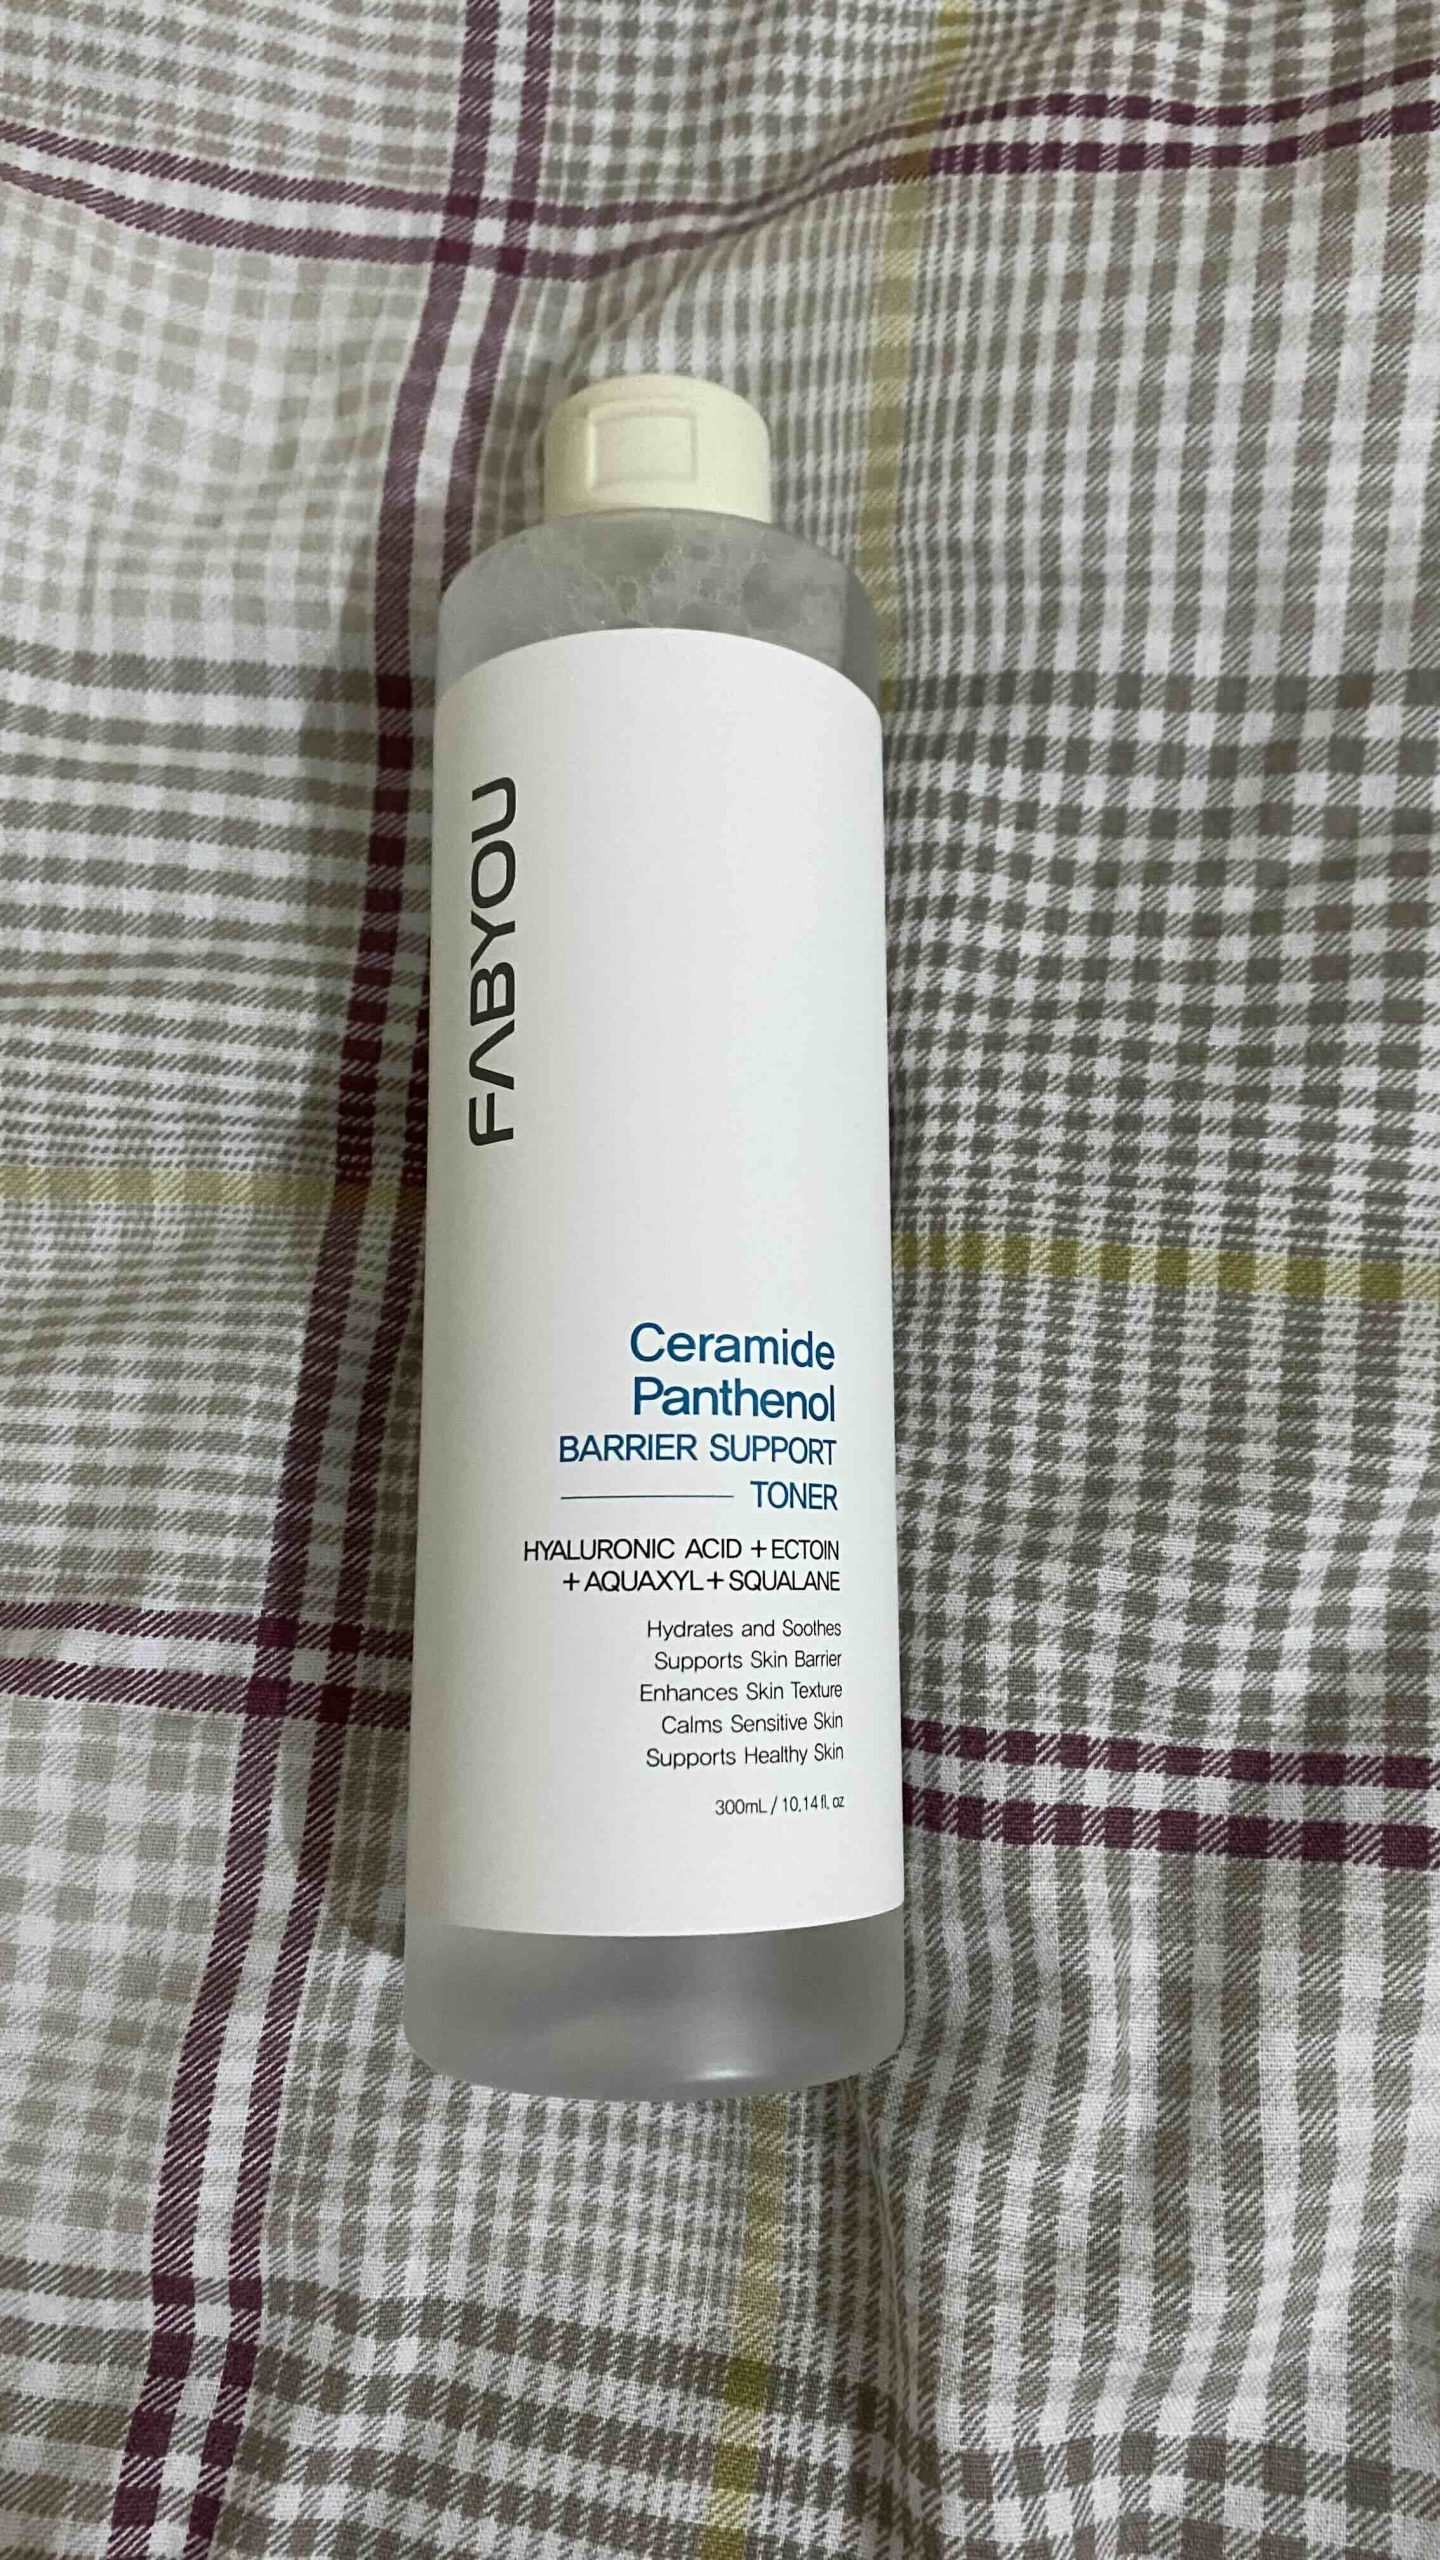 FABYOU
Ceramide
Panthenol
BARRIER SUPPORT
TONER
HYALURONIC ACID + ECTOIN
+ AQUAXYL + SQUALANE
Hydrates and Soothes
Supports Skin Barrier
Enhances Skin Texture
Calms Sensitive Skin
Supports Healthy Skin
300mL / 10.14 fl. oz